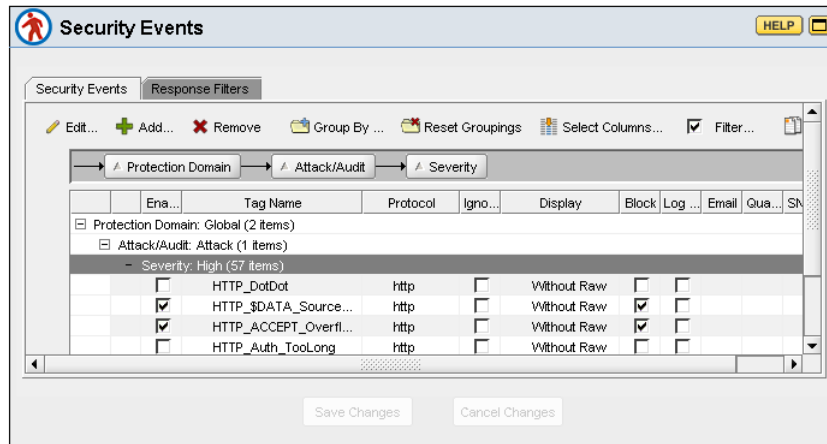 Security Events
HELP
Security Events Response Filters
Edit... Add... Remove Group By ... Reset Groupings Select Columns... Filter...
Protection Domain Attack/Audit Severity
Ena... Tag Name Protocol Igno... Display Block Log ... Email Qua... SN
Protection Domain: Global (2 items)
Attack/Audit: Attack (1 items)
Severity: High (57 items)
HTTP_DotDot http Without Raw
HTTP_$DATA_Source... http Without Raw
HTTP_ACCEPT_Overfl... http Without Raw
HTTP_Auth_TooLong http Without Raw
Save Changes Cancel Changes